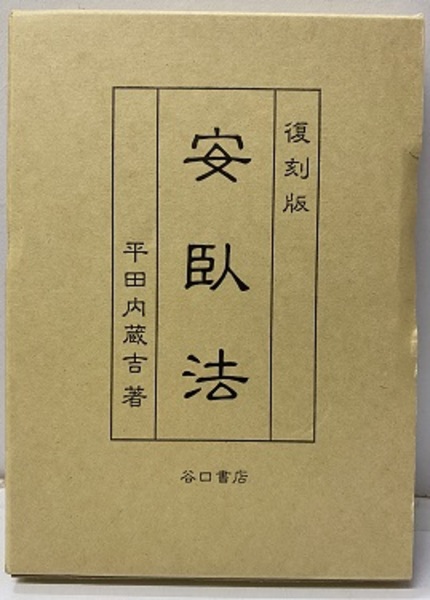 復刻版
安臥法
平田内蔵吉 著
谷口書店